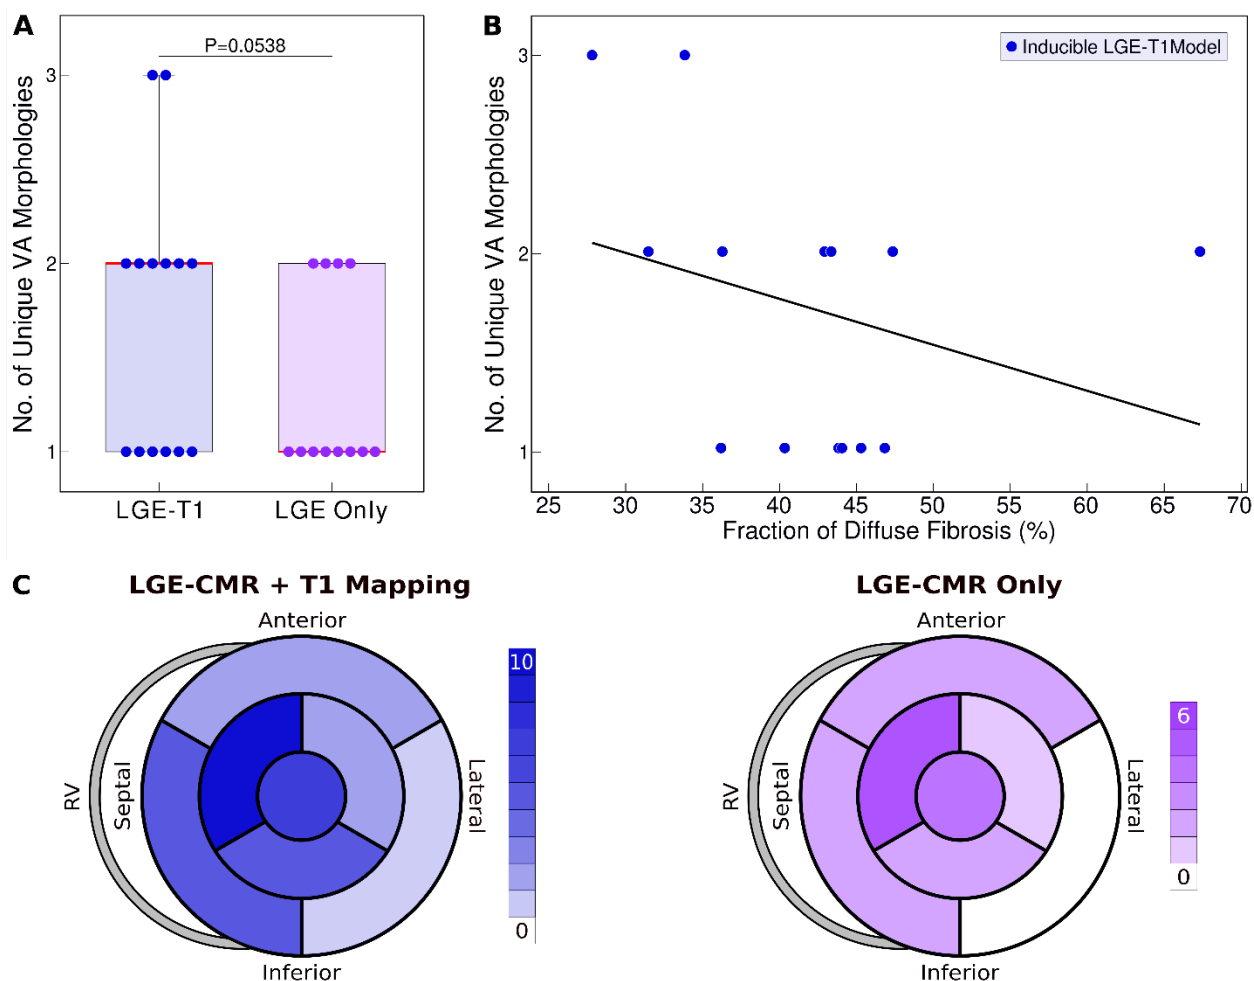 A
No. of Unique VA Morphologies
3
2
1
P=0.0538
LGE-T1
LGE Only
B
No. of Unique VA Morphologies
3
2
1
Inducible LGE-T1Model
25 30 35 40 45 50 55 60 65 70
Fraction of Diffuse Fibrosis (%)
C
LGE-CMR + T1 Mapping
Anterior
RV
Septal
Lateral
Inferior
10
0
LGE-CMR Only
Anterior
RV
Septal
Lateral
Inferior
6
0